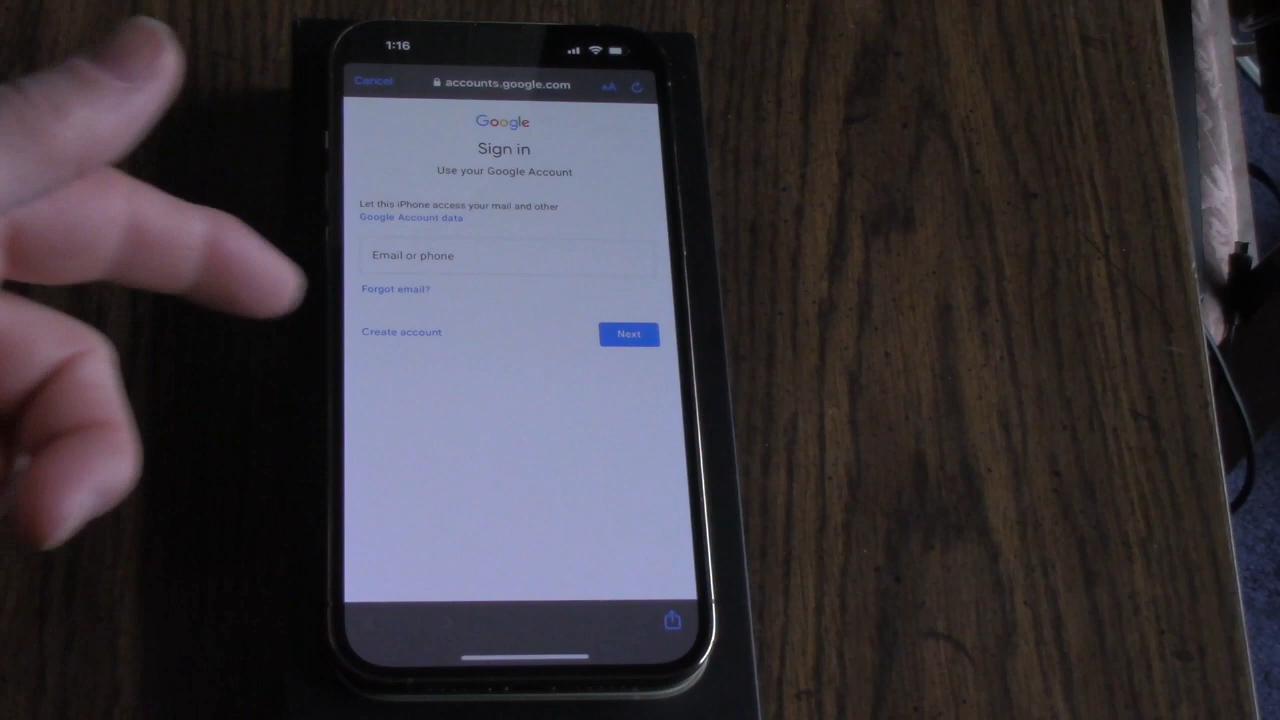 1:16
Cancel accounts.google.com AA
Google
Sign in
Use your Google Account
Let this iPhone access your mail and other
Google Account data
Email or phone
Forgot email?
Create account Next